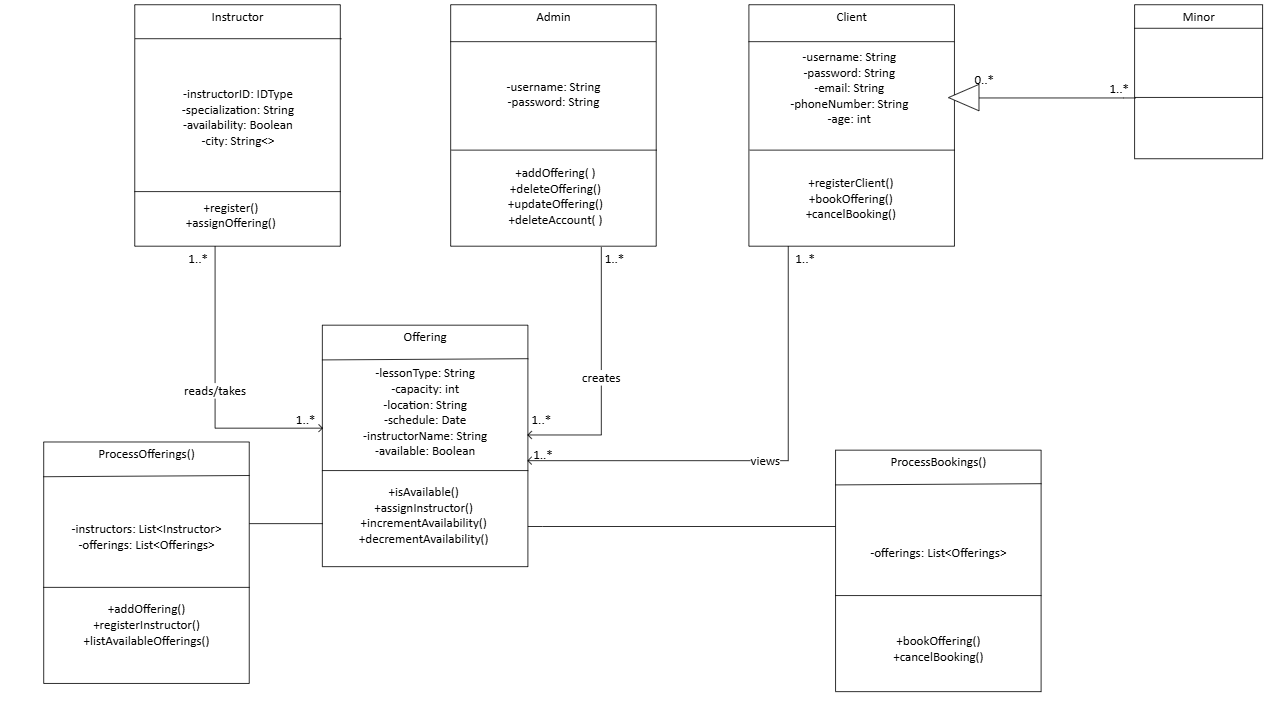 Instructor
-instructorID: IDType
-specialization: String
-availability: Boolean
-city: String<>
+register()
+assignOffering()
Admin
-username: String
-password: String
+addOffering( )
+deleteOffering()
+updateOffering()
+deleteAccount( )
Client
-username: String
-password: String
-email: String
-phoneNumber: String
-age: int
+registerClient()
+bookOffering()
+cancelBooking()
Minor
0..*
1..*
1..*
1..*
1..*
reads/takes
creates
views
1..*
1..*
1..*
Offering
-lessonType: String
-capacity: int
-location: String
-schedule: Date
-instructorName: String
-available: Boolean
+isAvailable()
+assignInstructor()
+incrementAvailability()
+decrementAvailability()
ProcessOfferings()
-instructors: List<Instructor>
-offerings: List<Offerings>
+addOffering()
+registerInstructor()
+listAvailableOfferings()
ProcessBookings()
-offerings: List<Offerings>
+bookOffering()
+cancelBooking()